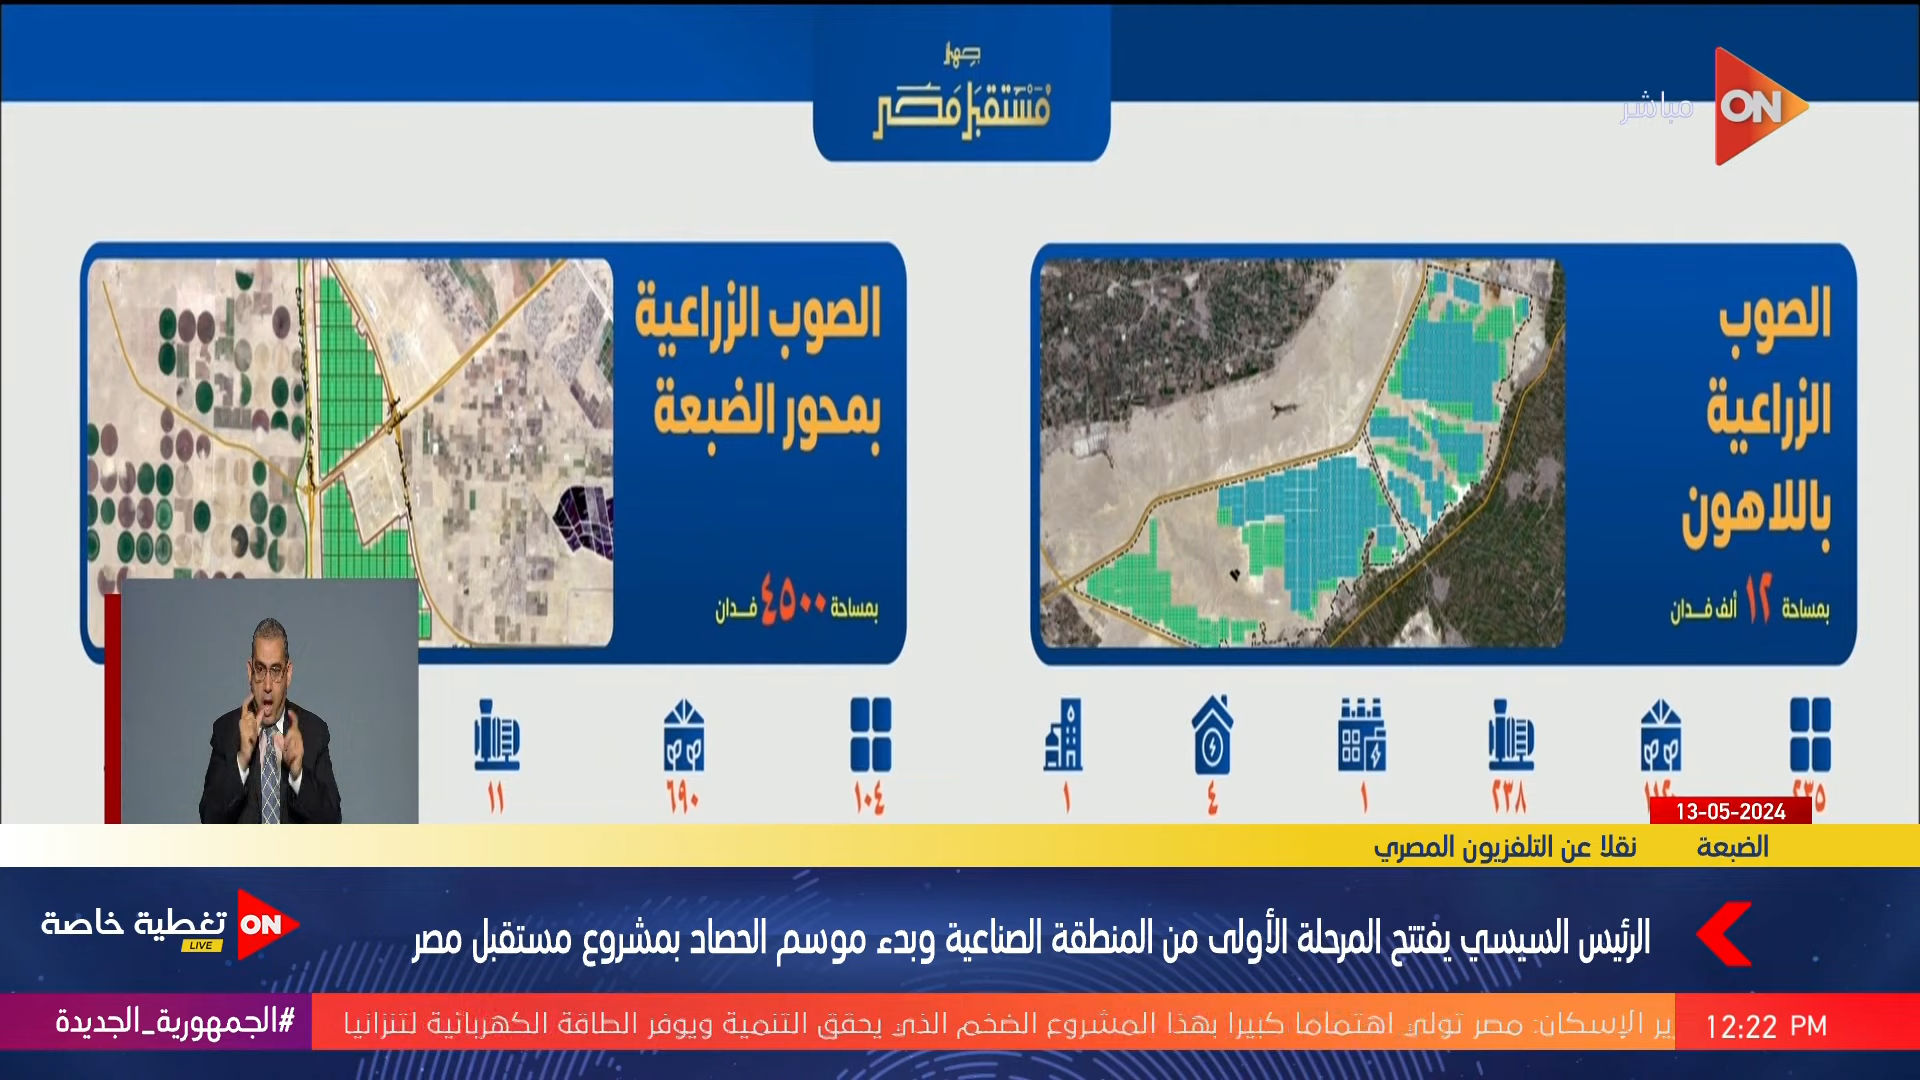 جهاز
مستقبل مصر
مباشر
ON
الصوب
الزراعية
باللاهون
بمساحة ١٢ ألف فدان
الصوب الزراعية
بمحور الضبعة
بمساحة ٤٥٠٠ فدان
٢٣٨
١
٤
١
١٠٤
٦٩٠
١١
13-05-2024
الضبعة
نقلا عن التلفزيون المصري
الرئيس السيسي يفتتح المرحلة الأولى من المنطقة الصناعية وبدء موسم الحصاد بمشروع مستقبل مصر
ON تغطية خاصة
LIVE
12:22 PM
ير الإسكان: مصر تولي اهتماما كبيرا بهذا المشروع الضخم الذي يحقق التنمية ويوفر الطاقة الكهربائية لتنزانيا
#الجمهورية_الجديدة